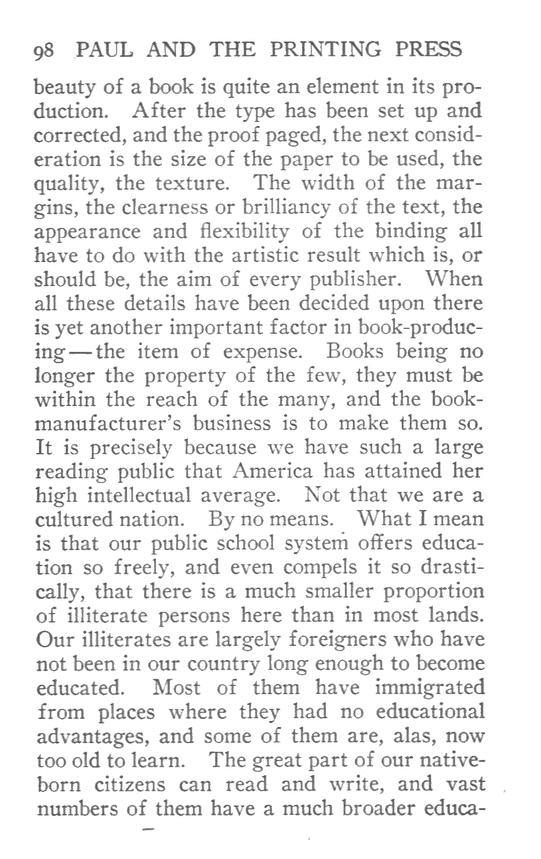 98 PAUL AND THE PRINTING PRESS
beauty of a book is quite an element in its pro-
duction. After the type has been set up and
corrected, and the proof paged, the next consid-
eration is the size of the paper to be used, the
quality, the texture. The width of the mar-
gins, the clearness or brilliancy of the text, the
appearance and flexibility of the binding all
have to do with the artistic result which is, or
should be, the aim of every publisher. When
all these details have been decided upon there
is yet another important factor in book-produc-
ing—the item of expense. Books being no
longer the property of the few, they must be
within the reach of the many, and the book-
manufacturer's business is to make them so.
It is precisely because we have such a large
reading public that America has attained her
high intellectual average. Not that we are a
cultured nation. By no means. What I mean
is that our public school system offers educa-
tion so freely, and even compels it so drasti-
cally, that there is a much smaller proportion
of illiterate persons here than in most lands.
Our illiterates are largely foreigners who have
not been in our country long enough to become
educated. Most of them have immigrated
from places where they had no educational
advantages, and some of them are, alas, now
too old to learn. The great part of our native-
born citizens can read and write, and vast
numbers of them have a much broader educa-